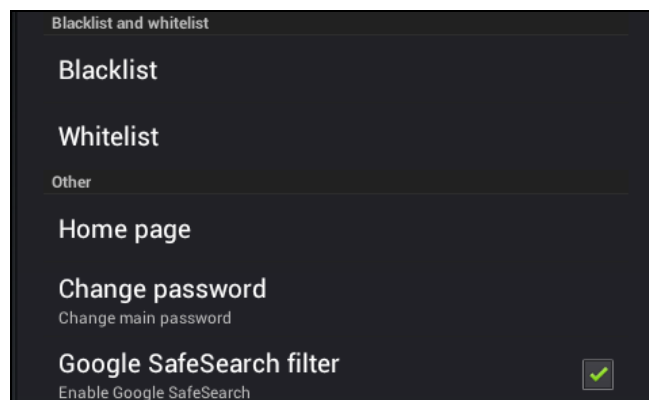 Blacklist and whitelist
Blacklist
Whitelist
Other
Home page
Change password
Change main password
Google SafeSearch filter
Enable Google SafeSearch